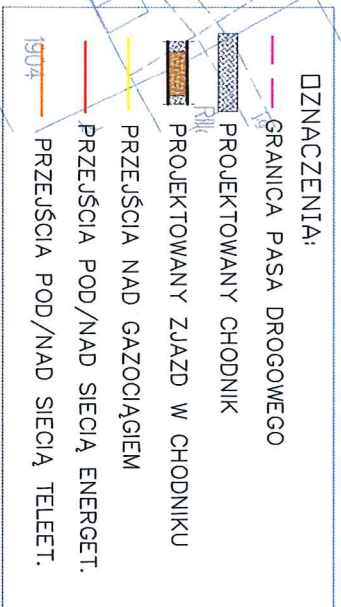 OZNACZENIA:
GRANICA PASA DROGOWEGO
PROJEKTOWANY CHODNIK
PROJEKTOWANY ZJAZD W CHODNIKU
PRZEJŚCIA NAD GAZOCIĄGIEM
PRZEJŚCIA POD/NAD SIECIĄ ENERGET.
PRZEJŚCIA POD/NAD SIECIĄ TELEET.
1904